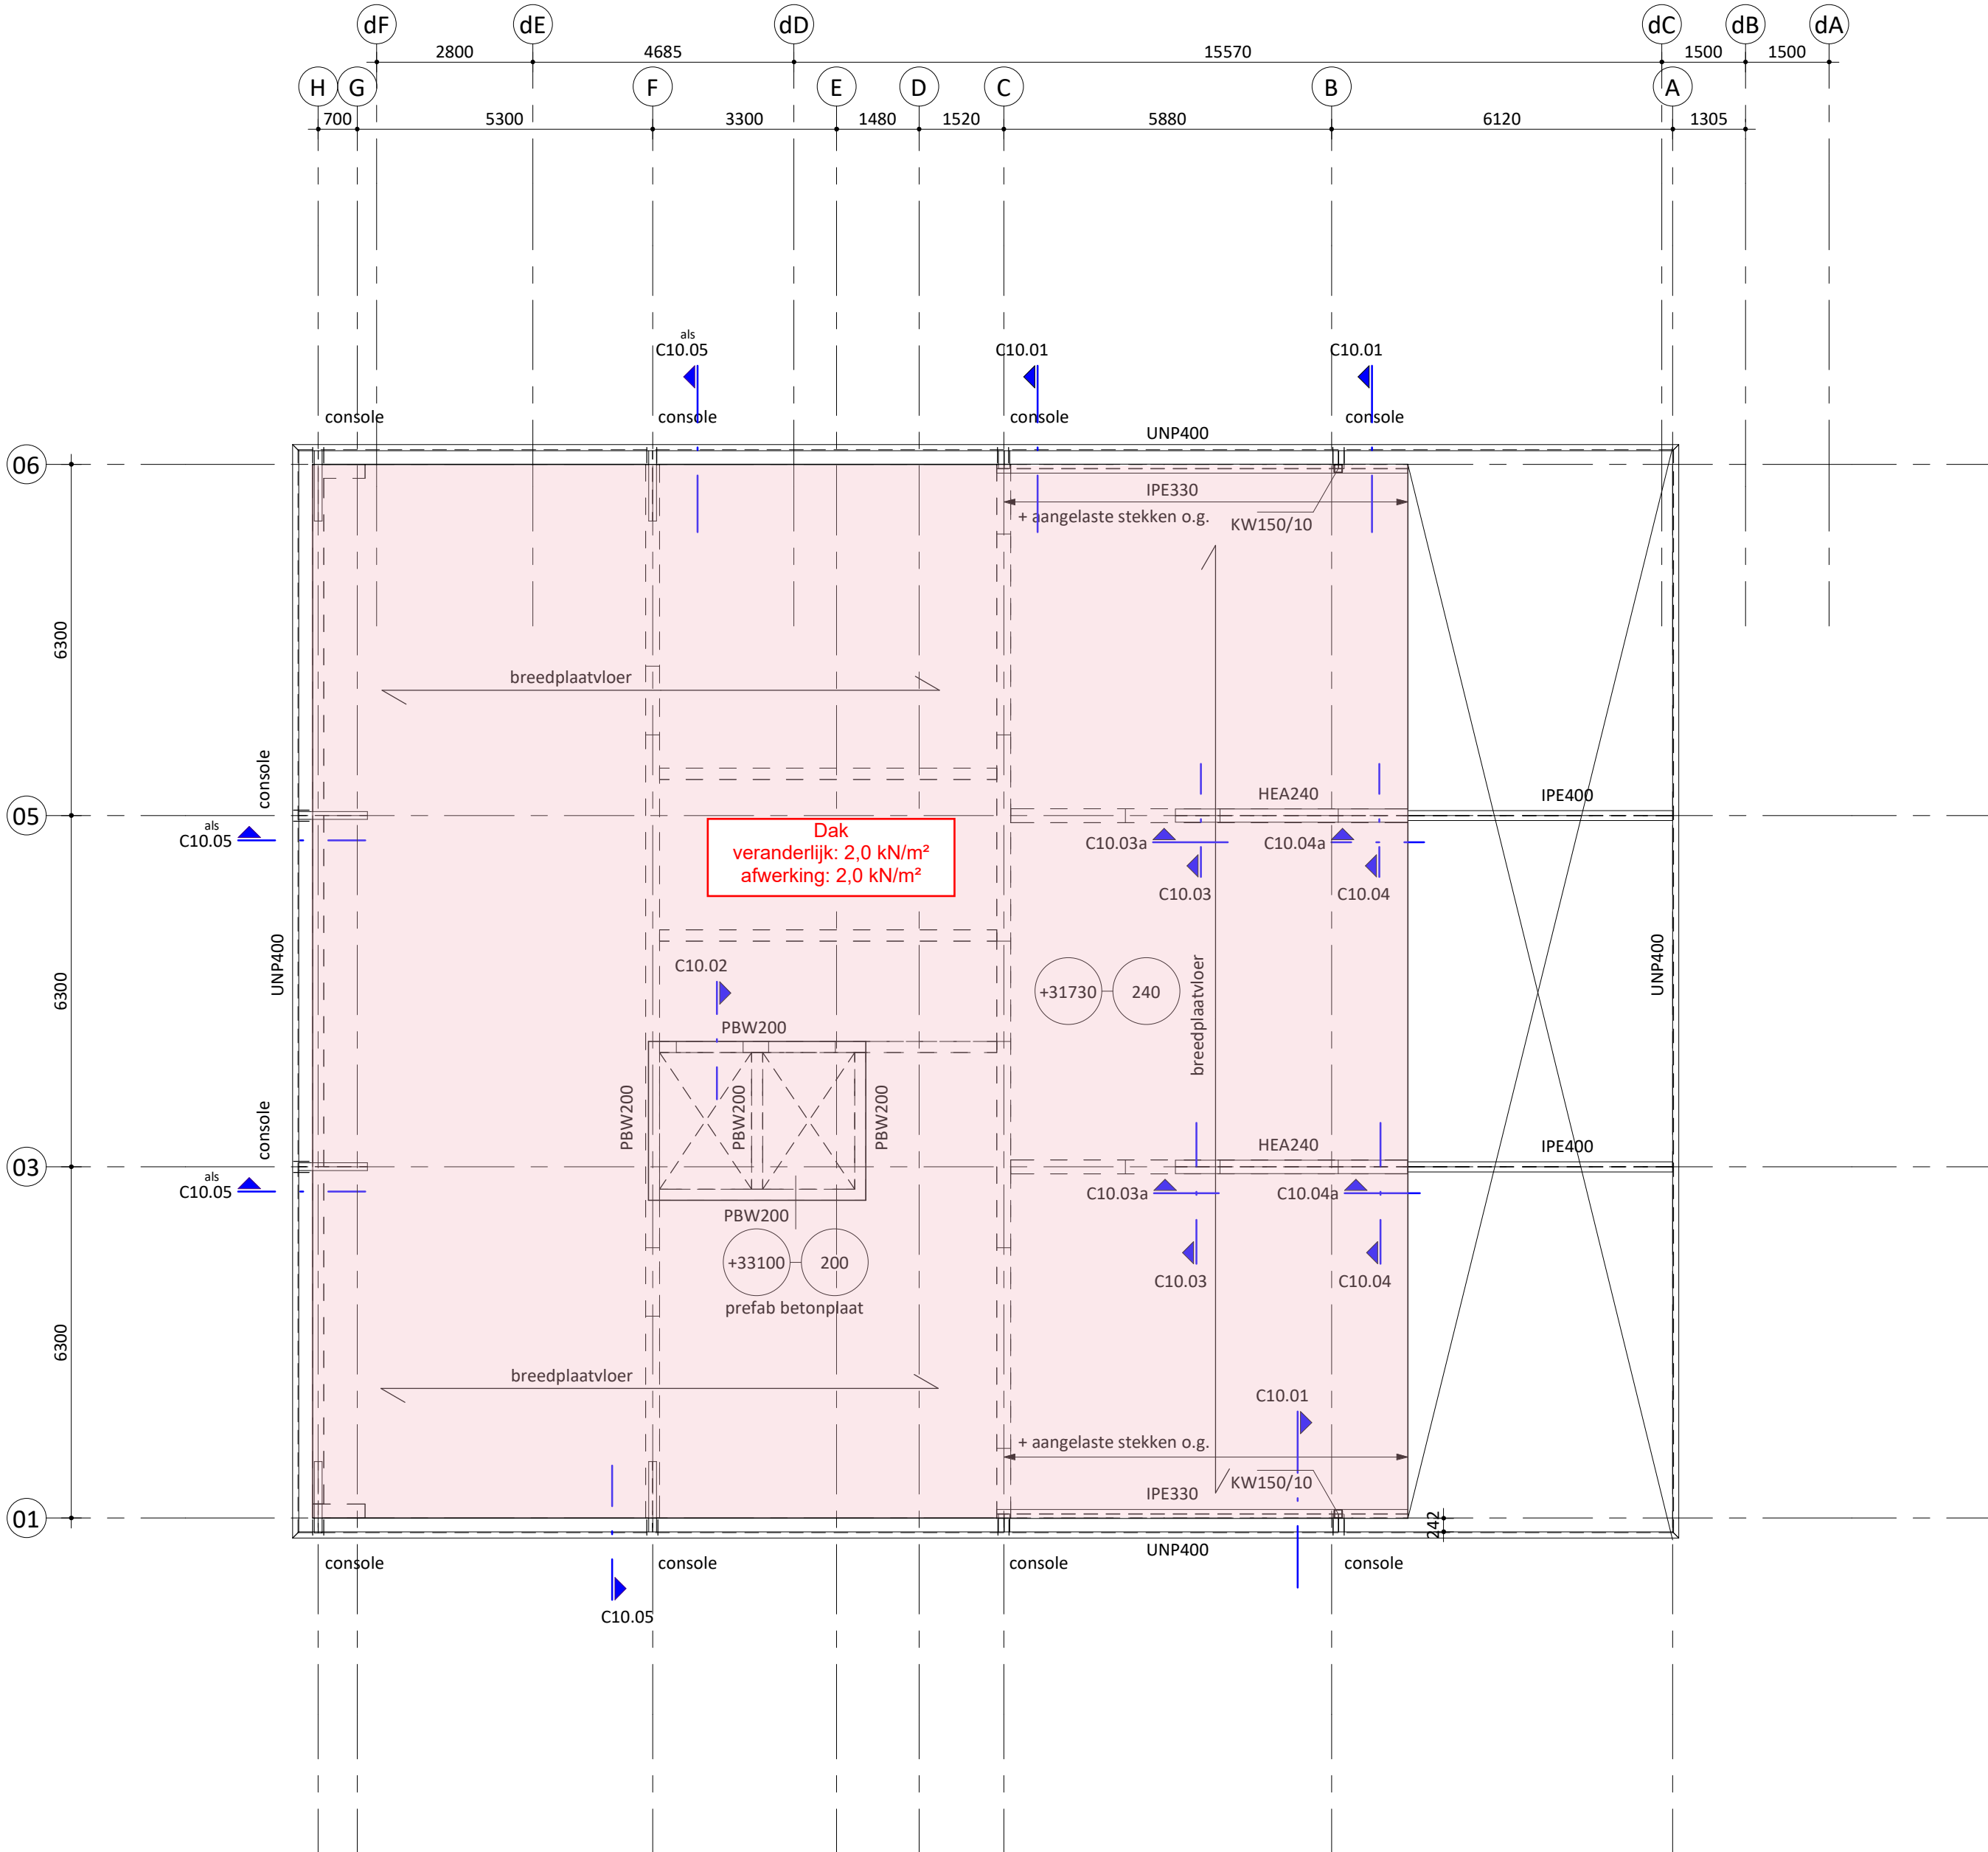 dF dE dD dC dB dA
2800 4685 15570 1500 1500
H G F E D C B A
700 5300 3300 1480 1520 5880 6120 1305
als
C10.05 C10.01 C10.01
console console console console
UNP400
06
IPE330
+ aangelaste stekken o.g.
KW150/10
6300
breedplaatvloer
console
HEA240 IPE400
05
als
C10.05
Dak
veranderlijk: 2,0 kN/m²
afwerking: 2,0 kN/m²
C10.03a C10.04a
C10.03 C10.04
UNP400
6300
C10.02
+31730 240
breedplaatvloer
UNP400
PBW200
PBW200 PBW200 PBW200
console
HEA240 IPE400
03
als
C10.05
C10.03a C10.04a
PBW200
+33100 200
C10.03 C10.04
prefab betonplaat
6300
breedplaatvloer
C10.01
+ aangelaste stekken o.g.
KW150/10
IPE330
01
242
UNP400
console console console console
C10.05